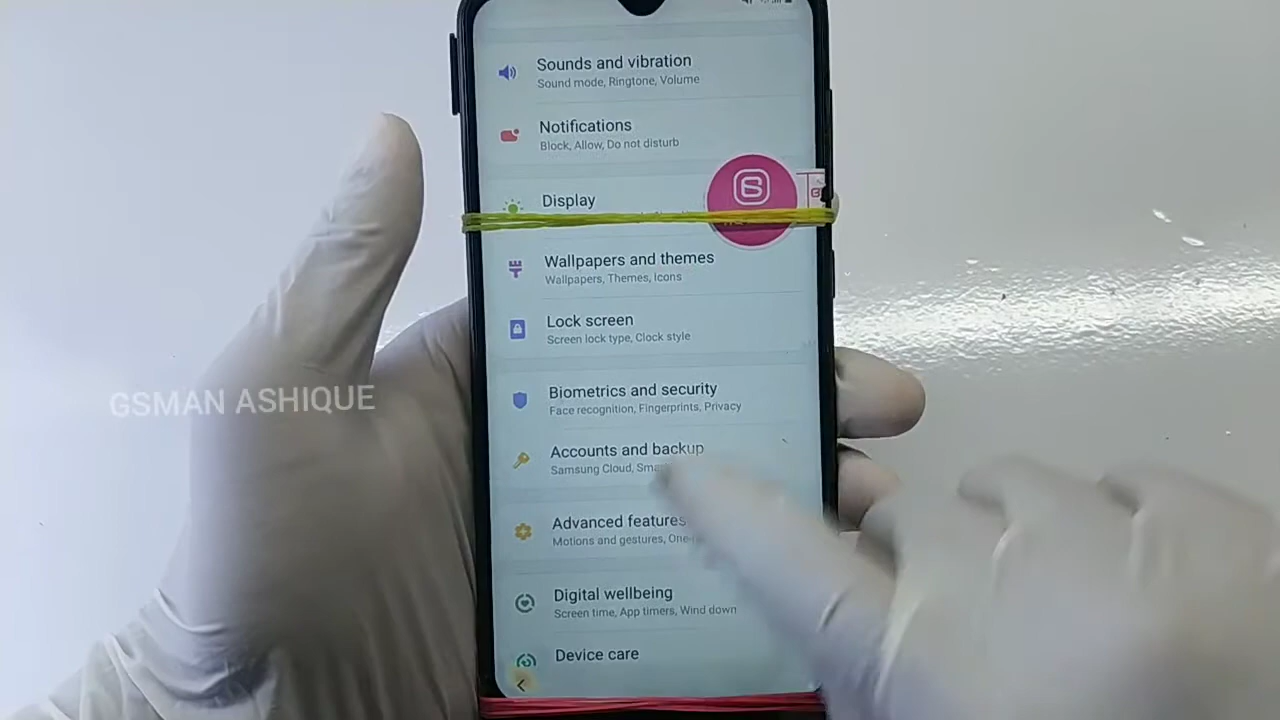 Sounds and vibration
Sound mode, Ringtone, Volume
Notifications
Block, Allow, Do not disturb
Display
Wallpapers and themes
Wallpapers, Themes, Icons
Lock screen
Screen lock type, Clock style
Biometrics and security
Face recognition, Fingerprints, Privacy
GSMAN ASHIQUE
Accounts and backup
Samsung Cloud,
Advanced features
Motions and gestures,
Digital wellbeing
Screen time, App timers, Wind down
Device care